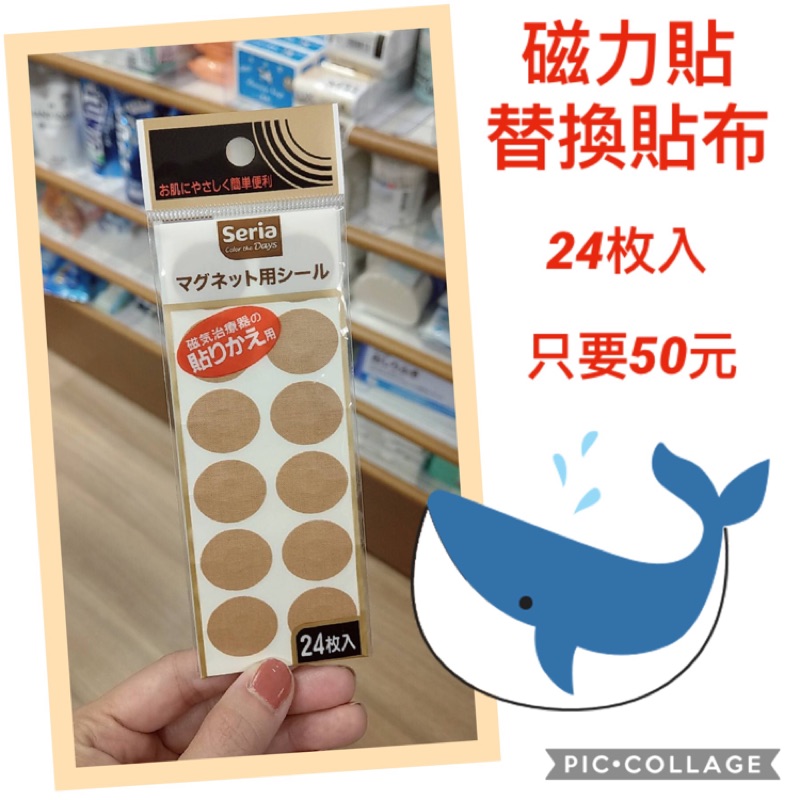 磁力貼
替換貼布
24枚入
只要50元
お肌にやさしく簡単便利
Seria
Color the Days
マグネット用シール
磁気治療器の
貼りかえ用
24枚入
PIC•COLLAGE